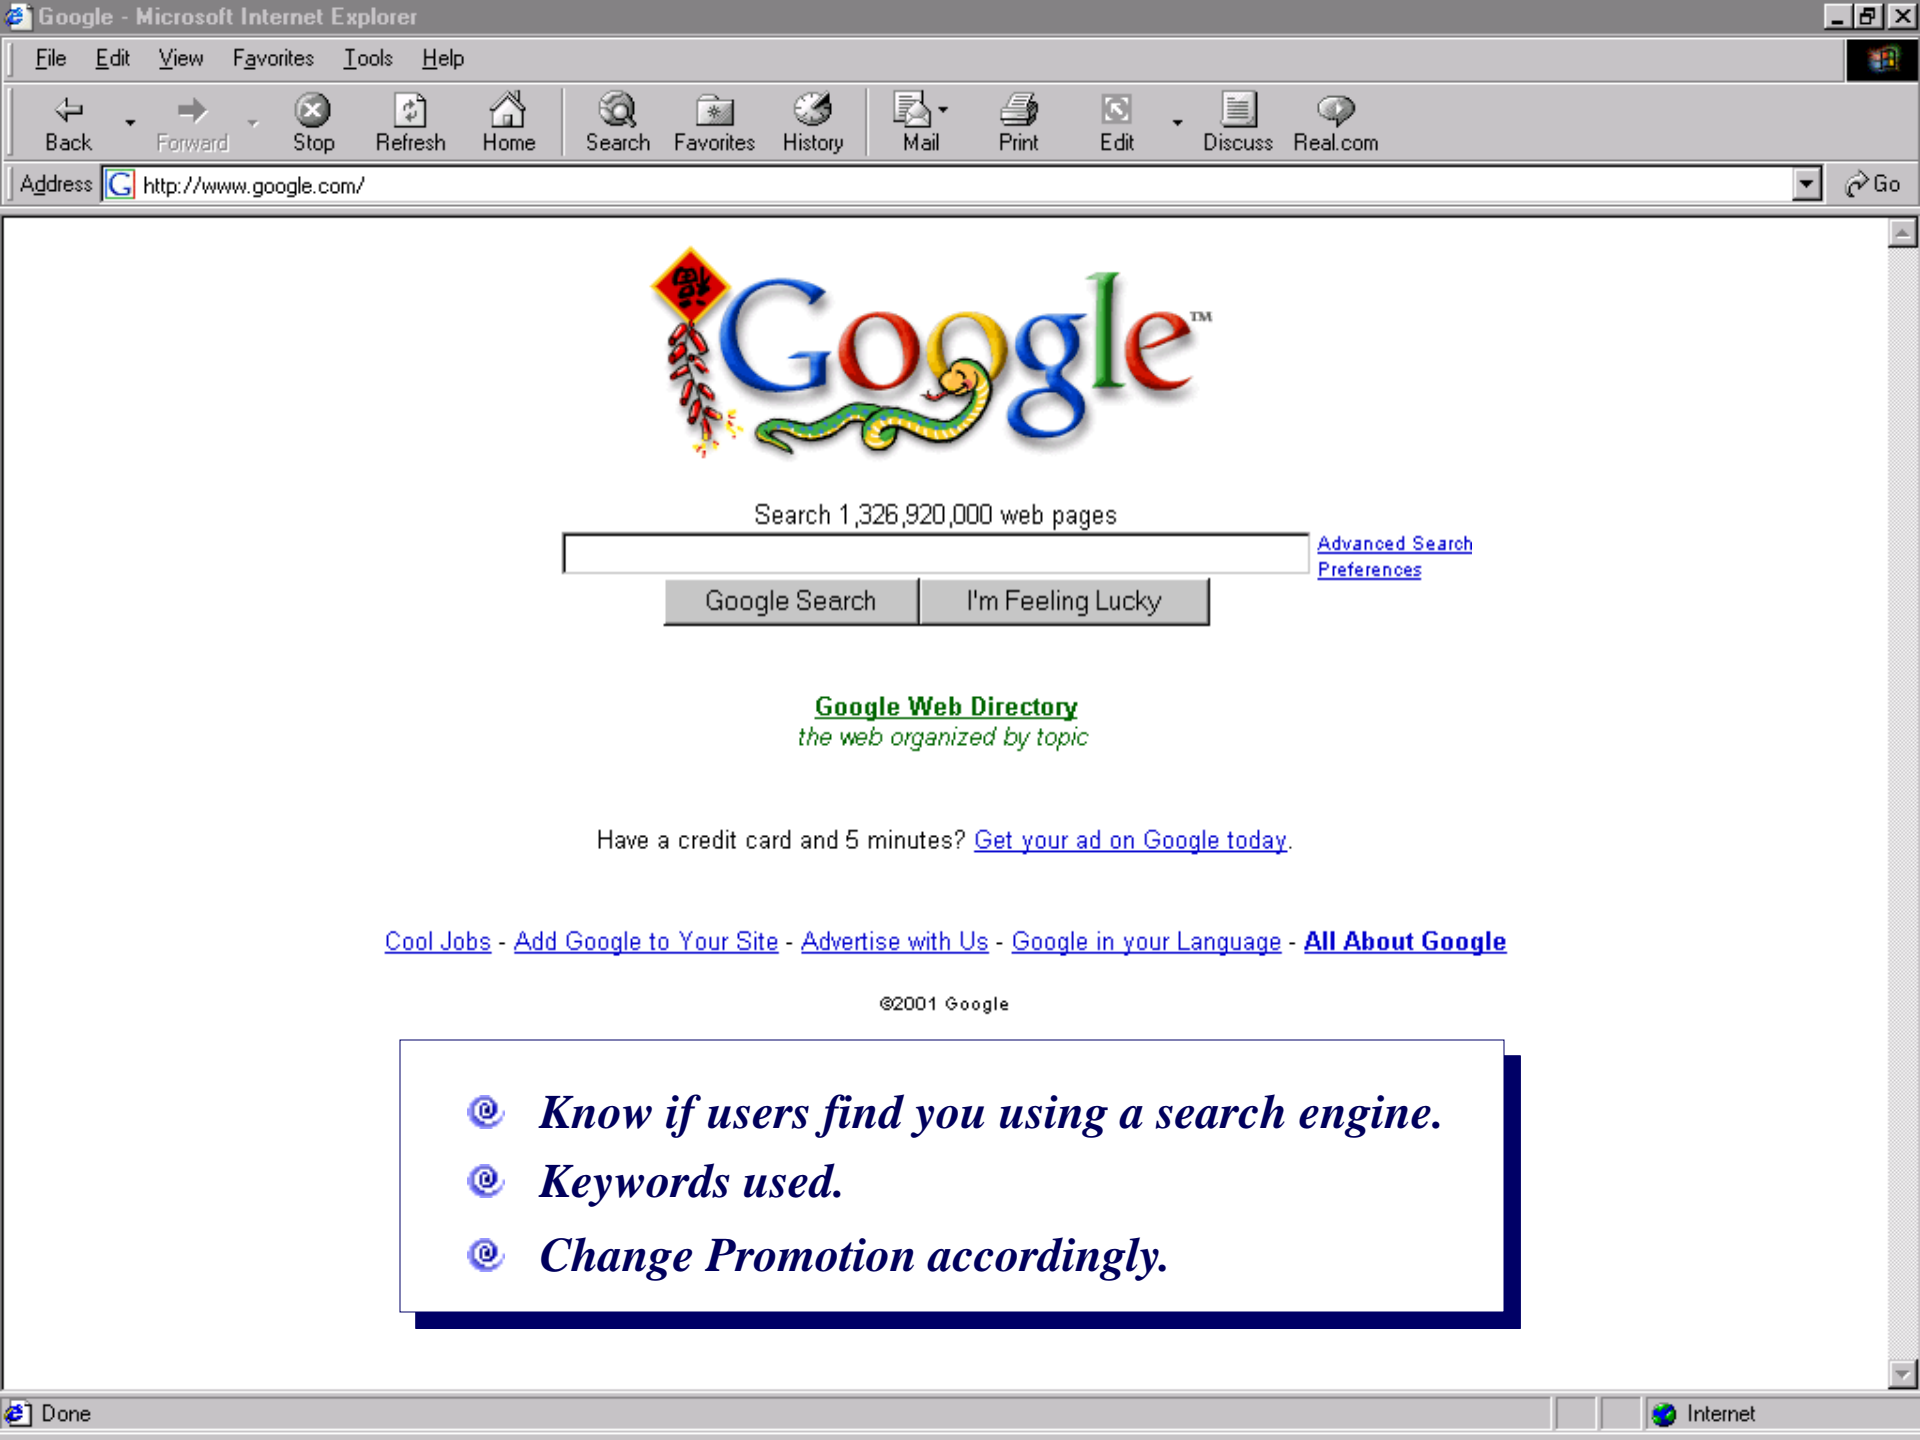 Google - Microsoft Internet Explorer
File Edit View Favorites Tools Help
Back Forward Stop Refresh Home Search Favorites History Mail Print Edit Discuss Real.com
Address http://www.google.com/ Go
福
Google™
Search 1,326,920,000 web pages
Advanced Search
Preferences
Google Search I'm Feeling Lucky
Google Web Directory
the web organized by topic
Have a credit card and 5 minutes? Get your ad on Google today.
Cool Jobs - Add Google to Your Site - Advertise with Us - Google in your Language - All About Google
©2001 Google
Know if users find you using a search engine.
Keywords used.
Change Promotion accordingly.
Done Internet